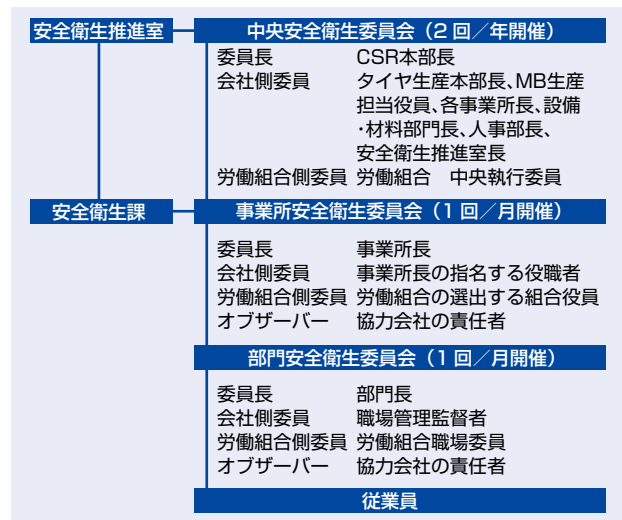 安全衛生推進室
中央安全衛生委員会（2 回／年開催）
委員長 CSR本部長
会社側委員 タイヤ生産本部長、MB生産
担当役員、各事業所長、設備
・材料部門長、人事部長、
安全衛生推進室長
労働組合側委員 労働組合　中央執行委員
安全衛生課
事業所安全衛生委員会（1 回／月開催）
委員長 事業所長
会社側委員 事業所長の指名する役職者
労働組合側委員 労働組合の選出する組合役員
オブザーバー 協力会社の責任者
部門安全衛生委員会（1 回／月開催）
委員長 部門長
会社側委員 職場管理監督者
労働組合側委員 労働組合職場委員
オブザーバー 協力会社の責任者
従業員